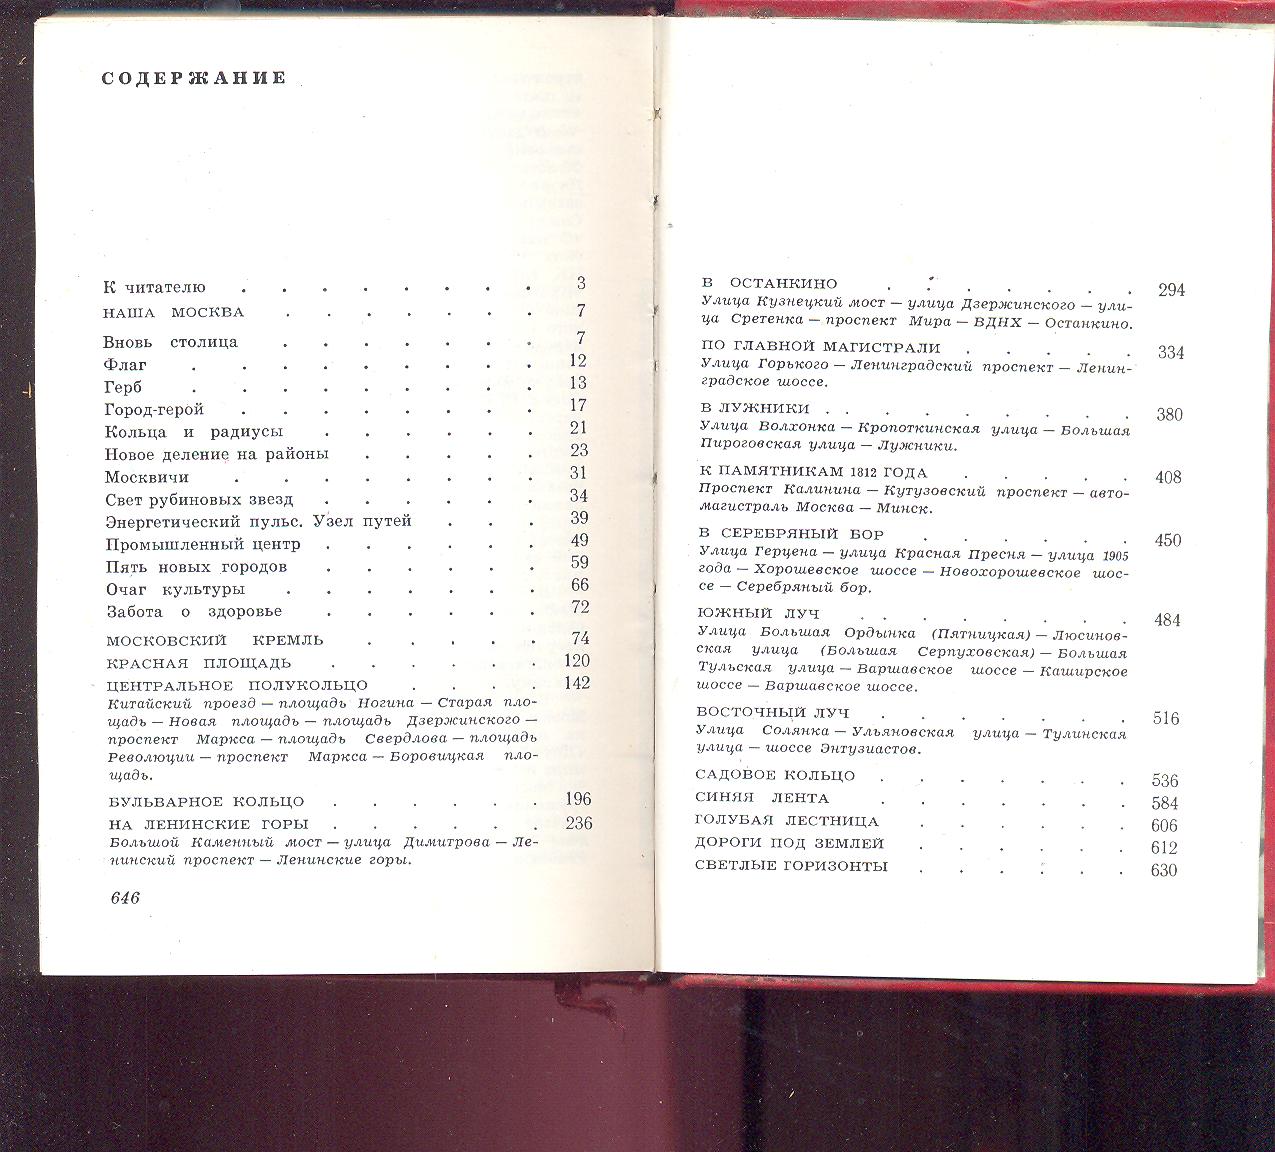 СОДЕРЖАНИЕ
К читателю . . . . . . . . 3
НАША МОСКВА . . . . . . . 7
Вновь столица . . . . . . . 7
Флаг . . . . . . . . . 12
Герб . . . . . . . . . 13
Город-герой . . . . . . . . 17
Кольца и радиусы . . . . . . 21
Новое деление на районы . . . . . 23
Москвичи . . . . . . . . 31
Свет рубиновых звезд . . . . . . 34
Энергетический пульс. Узел путей . . . 39
Промышленный центр . . . . . . 49
Пять новых городов . . . . . . 59
Очаг культуры . . . . . . . 66
Забота о здоровье . . . . . . 72
МОСКОВСКИЙ КРЕМЛЬ . . . . . 74
КРАСНАЯ ПЛОЩАДЬ . . . . . . 120
ЦЕНТРАЛЬНОЕ ПОЛУКОЛЬЦО . . . . 142
Китайский проезд — площадь Ногина — Старая пло-
щадь — Новая площадь — площадь Дзержинского —
проспект Маркса — площадь Свердлова — площадь
Революции — проспект Маркса — Боровицкая пло-
щадь.
БУЛЬВАРНОЕ КОЛЬЦО . . . . . . 196
НА ЛЕНИНСКИЕ ГОРЫ . . . . . . 236
Большой Каменный мост — улица Димитрова — Ле-
нинский проспект — Ленинские горы.
646
В ОСТАНКИНО . . . . . . . 294
Улица Кузнецкий мост — улица Дзержинского — ули-
ца Сретенка — проспект Мира — ВДНХ — Останкино.
ПО ГЛАВНОЙ МАГИСТРАЛИ . . . . . 334
Улица Горького — Ленинградский проспект — Ленин-
градское шоссе.
В ЛУЖНИКИ . . . . . . . . . 380
Улица Волхонка — Кропоткинская улица — Большая
Пироговская улица — Лужники.
К ПАМЯТНИКАМ 1812 ГОДА . . . . . 408
Проспект Калинина — Кутузовский проспект — авто-
магистраль Москва — Минск.
В СЕРЕБРЯНЫЙ БОР . . . . . . 450
Улица Герцена — улица Красная Пресня — улица 1905
года — Хорошевское шоссе — Новохорошевское шос-
се — Серебряный бор.
ЮЖНЫЙ ЛУЧ . . . . . . . . 484
Улица Большая Ордынка (Пятницкая) — Люсинов-
ская улица (Большая Серпуховская) — Большая
Тульская улица — Варшавское шоссе — Каширское
шоссе — Варшавское шоссе.
ВОСТОЧНЫЙ ЛУЧ . . . . . . . 516
Улица Солянка — Ульяновская улица — Тулинская
улица — шоссе Энтузиастов.
САДОВОЕ КОЛЬЦО . . . . . . . 536
СИНЯЯ ЛЕНТА . . . . . . . 584
ГОЛУБАЯ ЛЕСТНИЦА . . . . . . 606
ДОРОГИ ПОД ЗЕМЛЕЙ . . . . . . 612
СВЕТЛЫЕ ГОРИЗОНТЫ . . . . . . 630